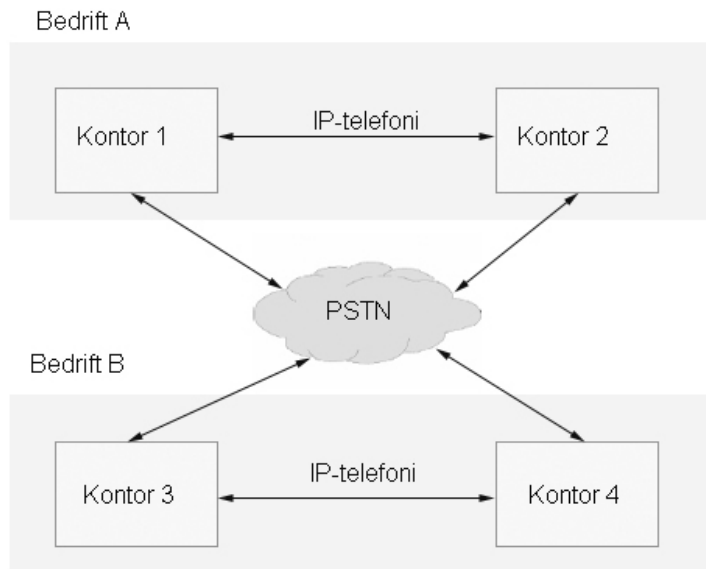 Bedrift A
IP-telefoni
Kontor 1
Kontor 2
PSTN
Bedrift B
IP-telefoni
Kontor 3
Kontor 4